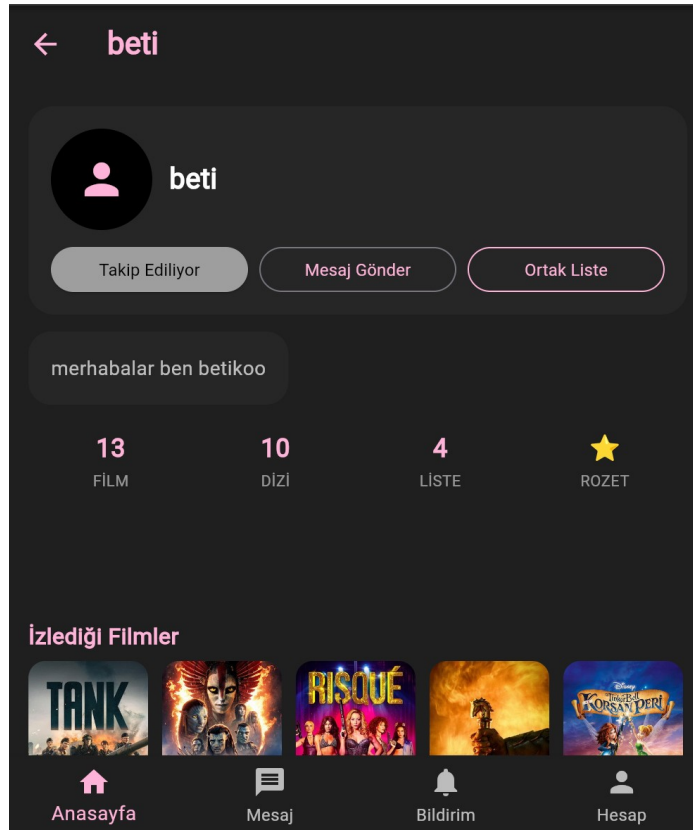 beti
beti
Takip Ediliyor
Mesaj Gönder
Ortak Liste
merhabalar ben betikoo
13
10
4
FİLM
DİZİ
LİSTE
ROZET
İzlediği Filmler
TANK
RISQUÉ
Disney
TinkerBell
KORSAN PERİ
Anasayfa
Mesaj
Bildirim
Hesap